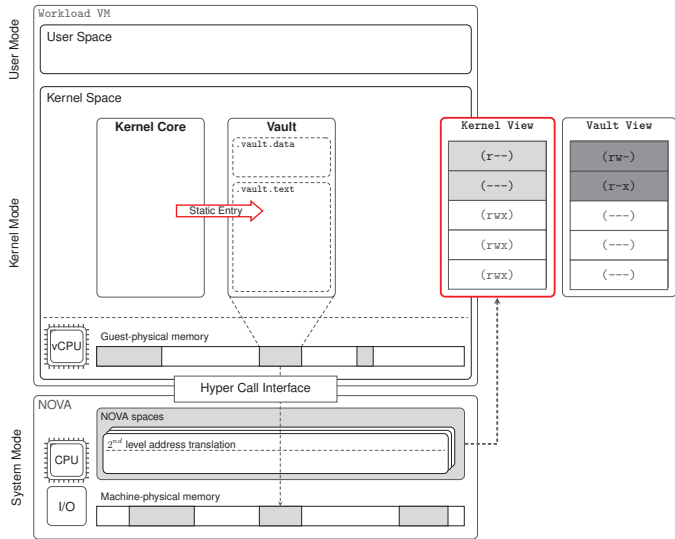 Workload VM
User Mode
User Space
Kernel Mode
Kernel Space
Kernel Core
Vault
.vault.data
.vault.text
Static Entry
Kernel View
(r--)
(---)
(rwx)
(rwx)
(rwx)
Vault View
(rw-)
(r-x)
(---)
(---)
(---)
vCPU
Guest-physical memory
Hyper Call Interface
System Mode
NOVA
NOVA spaces
2nd level address translation
CPU
I/O
Machine-physical memory